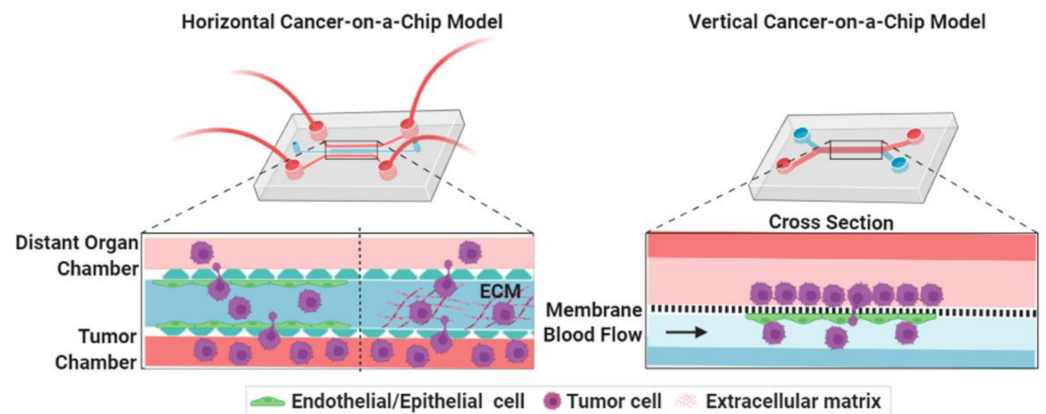 Horizontal Cancer-on-a-Chip Model
Vertical Cancer-on-a-Chip Model
Distant Organ
Chamber
ECM
Tumor
Chamber
Cross Section
Membrane
Blood Flow
Endothelial/Epithelial cell
Tumor cell
Extracellular matrix